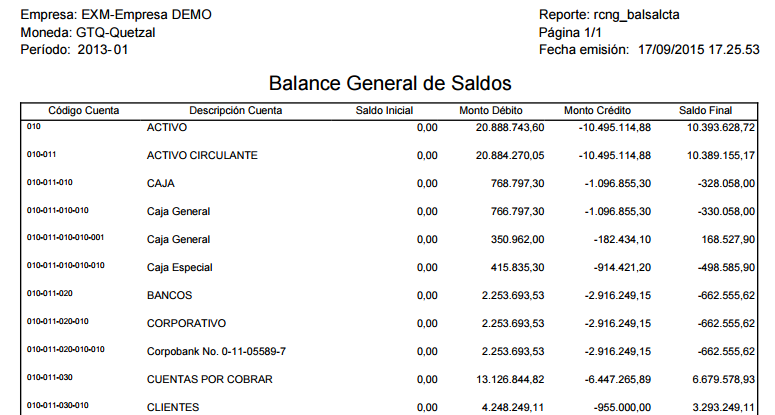 Empresa: EXM-Empresa DEMO Reporte: rcng_balsalcta
Moneda: GTQ-Quetzal Página 1/1
Período: 2013-01 Fecha emisión: 17/09/2015 17.25.53
Balance General de Saldos
Código Cuenta Descripción Cuenta Saldo Inicial Monto Débito Monto Crédito Saldo Final
010 ACTIVO 0,00 20.888.743,60 -10.495.114,88 10.393.628,72
010-011 ACTIVO CIRCULANTE 0,00 20.884.270,05 -10.495.114,88 10.389.155,17
010-011-010 CAJA 0,00 768.797,30 -1.096.855,30 -328.058,00
010-011-010-010 Caja General 0,00 766.797,30 -1.096.855,30 -330.058,00
010-011-010-010-001 Caja General 0,00 350.962,00 -182.434,10 168.527,90
010-011-010-010-010 Caja Especial 0,00 415.835,30 -914.421,20 -498.585,90
010-011-020 BANCOS 0,00 2.253.693,53 -2.916.249,15 -662.555,62
010-011-020-010 CORPORATIVO 0,00 2.253.693,53 -2.916.249,15 -662.555,62
010-011-020-010-010 Corpobank No. 0-11-05589-7 0,00 2.253.693,53 -2.916.249,15 -662.555,62
010-011-030 CUENTAS POR COBRAR 0,00 13.126.844,82 -6.447.265,89 6.679.578,93
010-011-030-010 CLIENTES 0,00 4.248.249,11 -955.000,00 3.293.249,11